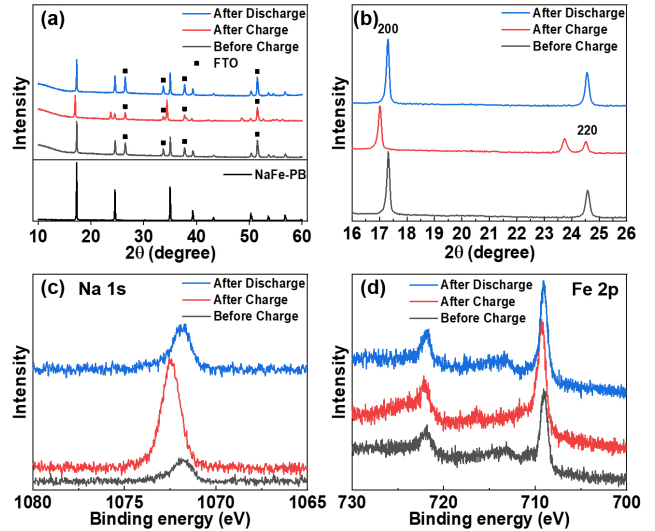 (a)
After Discharge
After Charge
Before Charge
FTO
NaFe-PB
Intensity
10 20 30 40 50 60
2θ (degree)
(b)
After Discharge
After Charge
Before Charge
200
220
Intensity
16 17 18 19 20 21 22 23 24 25 26
2θ (degree)
(c) Na 1s
After Discharge
After Charge
Before Charge
Intensity
1080 1075 1070 1065
Binding energy (eV)
(d) Fe 2p
After Discharge
After Charge
Before Charge
Intensity
730 720 710 700
Binding energy (eV)